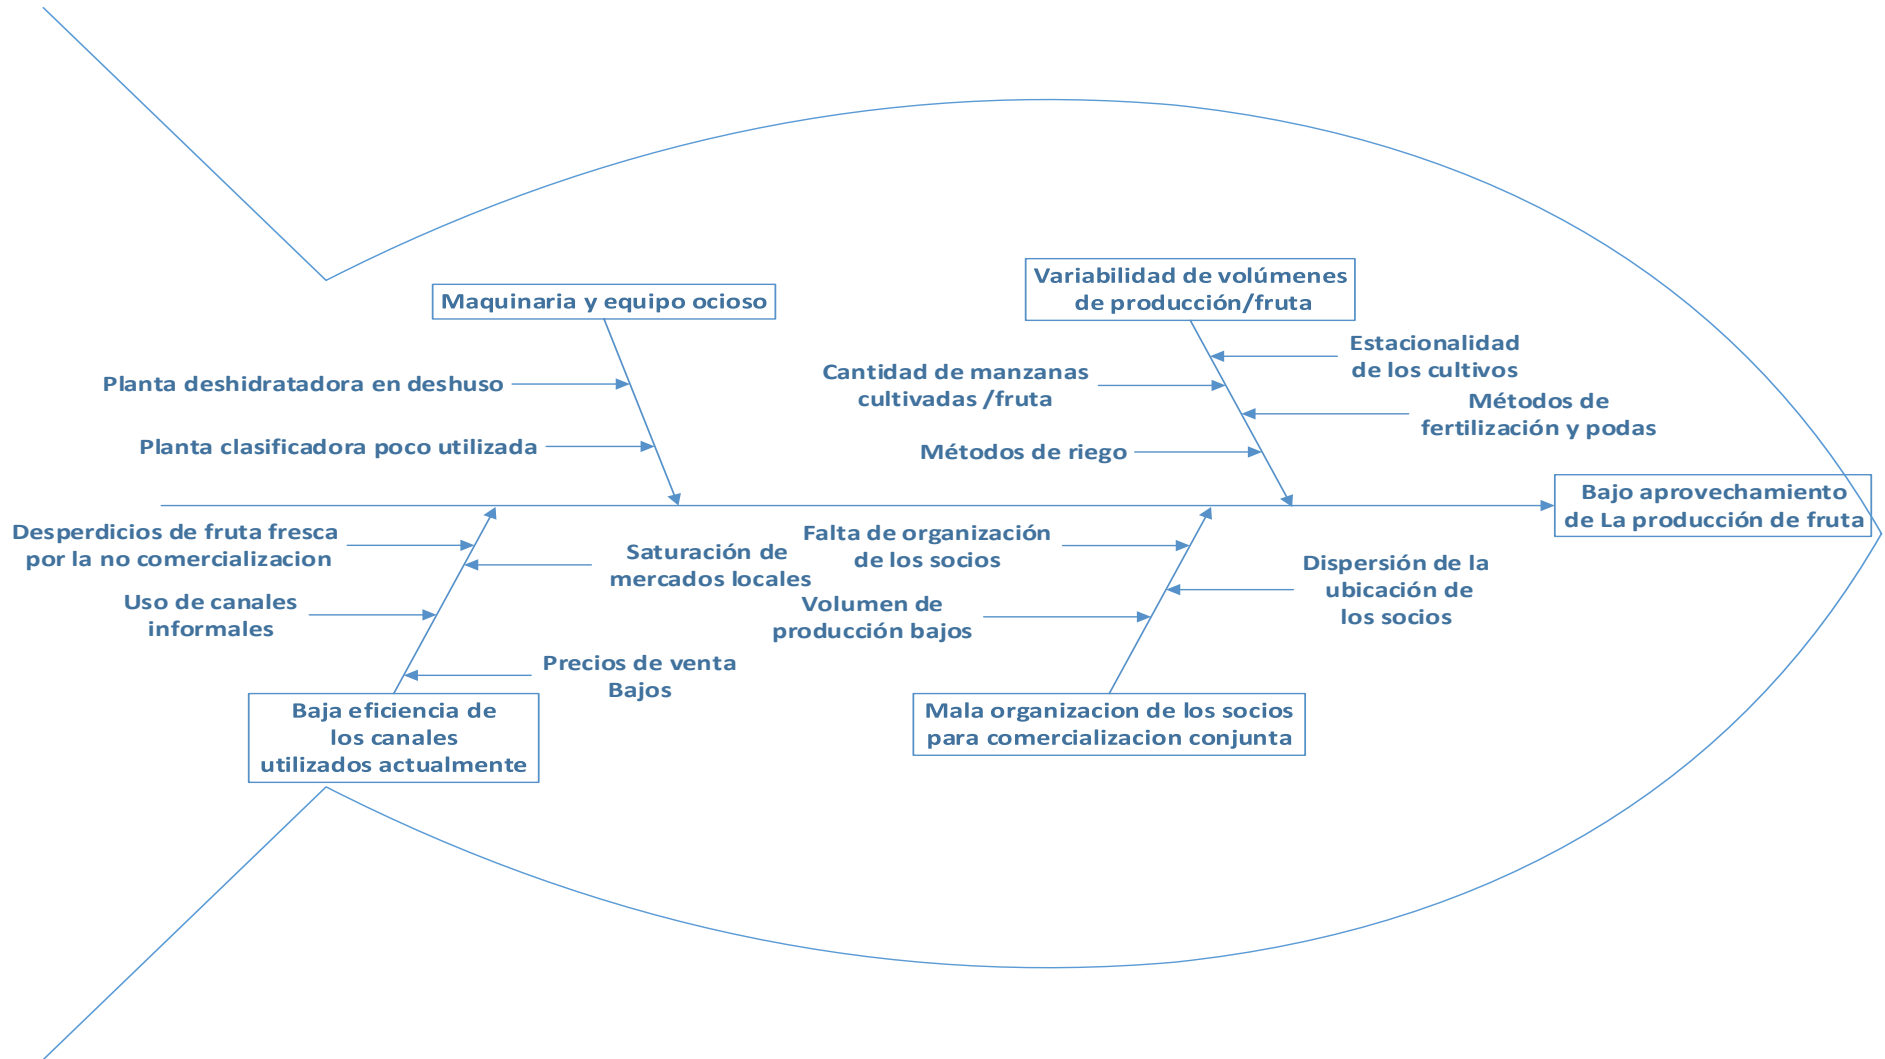 Maquinaria y equipo ocioso
Planta deshidratadora en deshuso
Planta clasificadora poco utilizada
Variabilidad de volúmenes
de producción/fruta
Cantidad de manzanas
cultivadas /fruta
Métodos de riego
Estacionalidad
de los cultivos
Métodos de
fertilización y podas
Bajo aprovechamiento
de La producción de fruta
Desperdicios de fruta fresca
por la no comercializacion
Uso de canales
informales
Saturación de
mercados locales
Precios de venta
Bajos
Baja eficiencia de
los canales
utilizados actualmente
Falta de organización
de los socios
Volumen de
producción bajos
Dispersión de la
ubicación de
los socios
Mala organizacion de los socios
para comercializacion conjunta